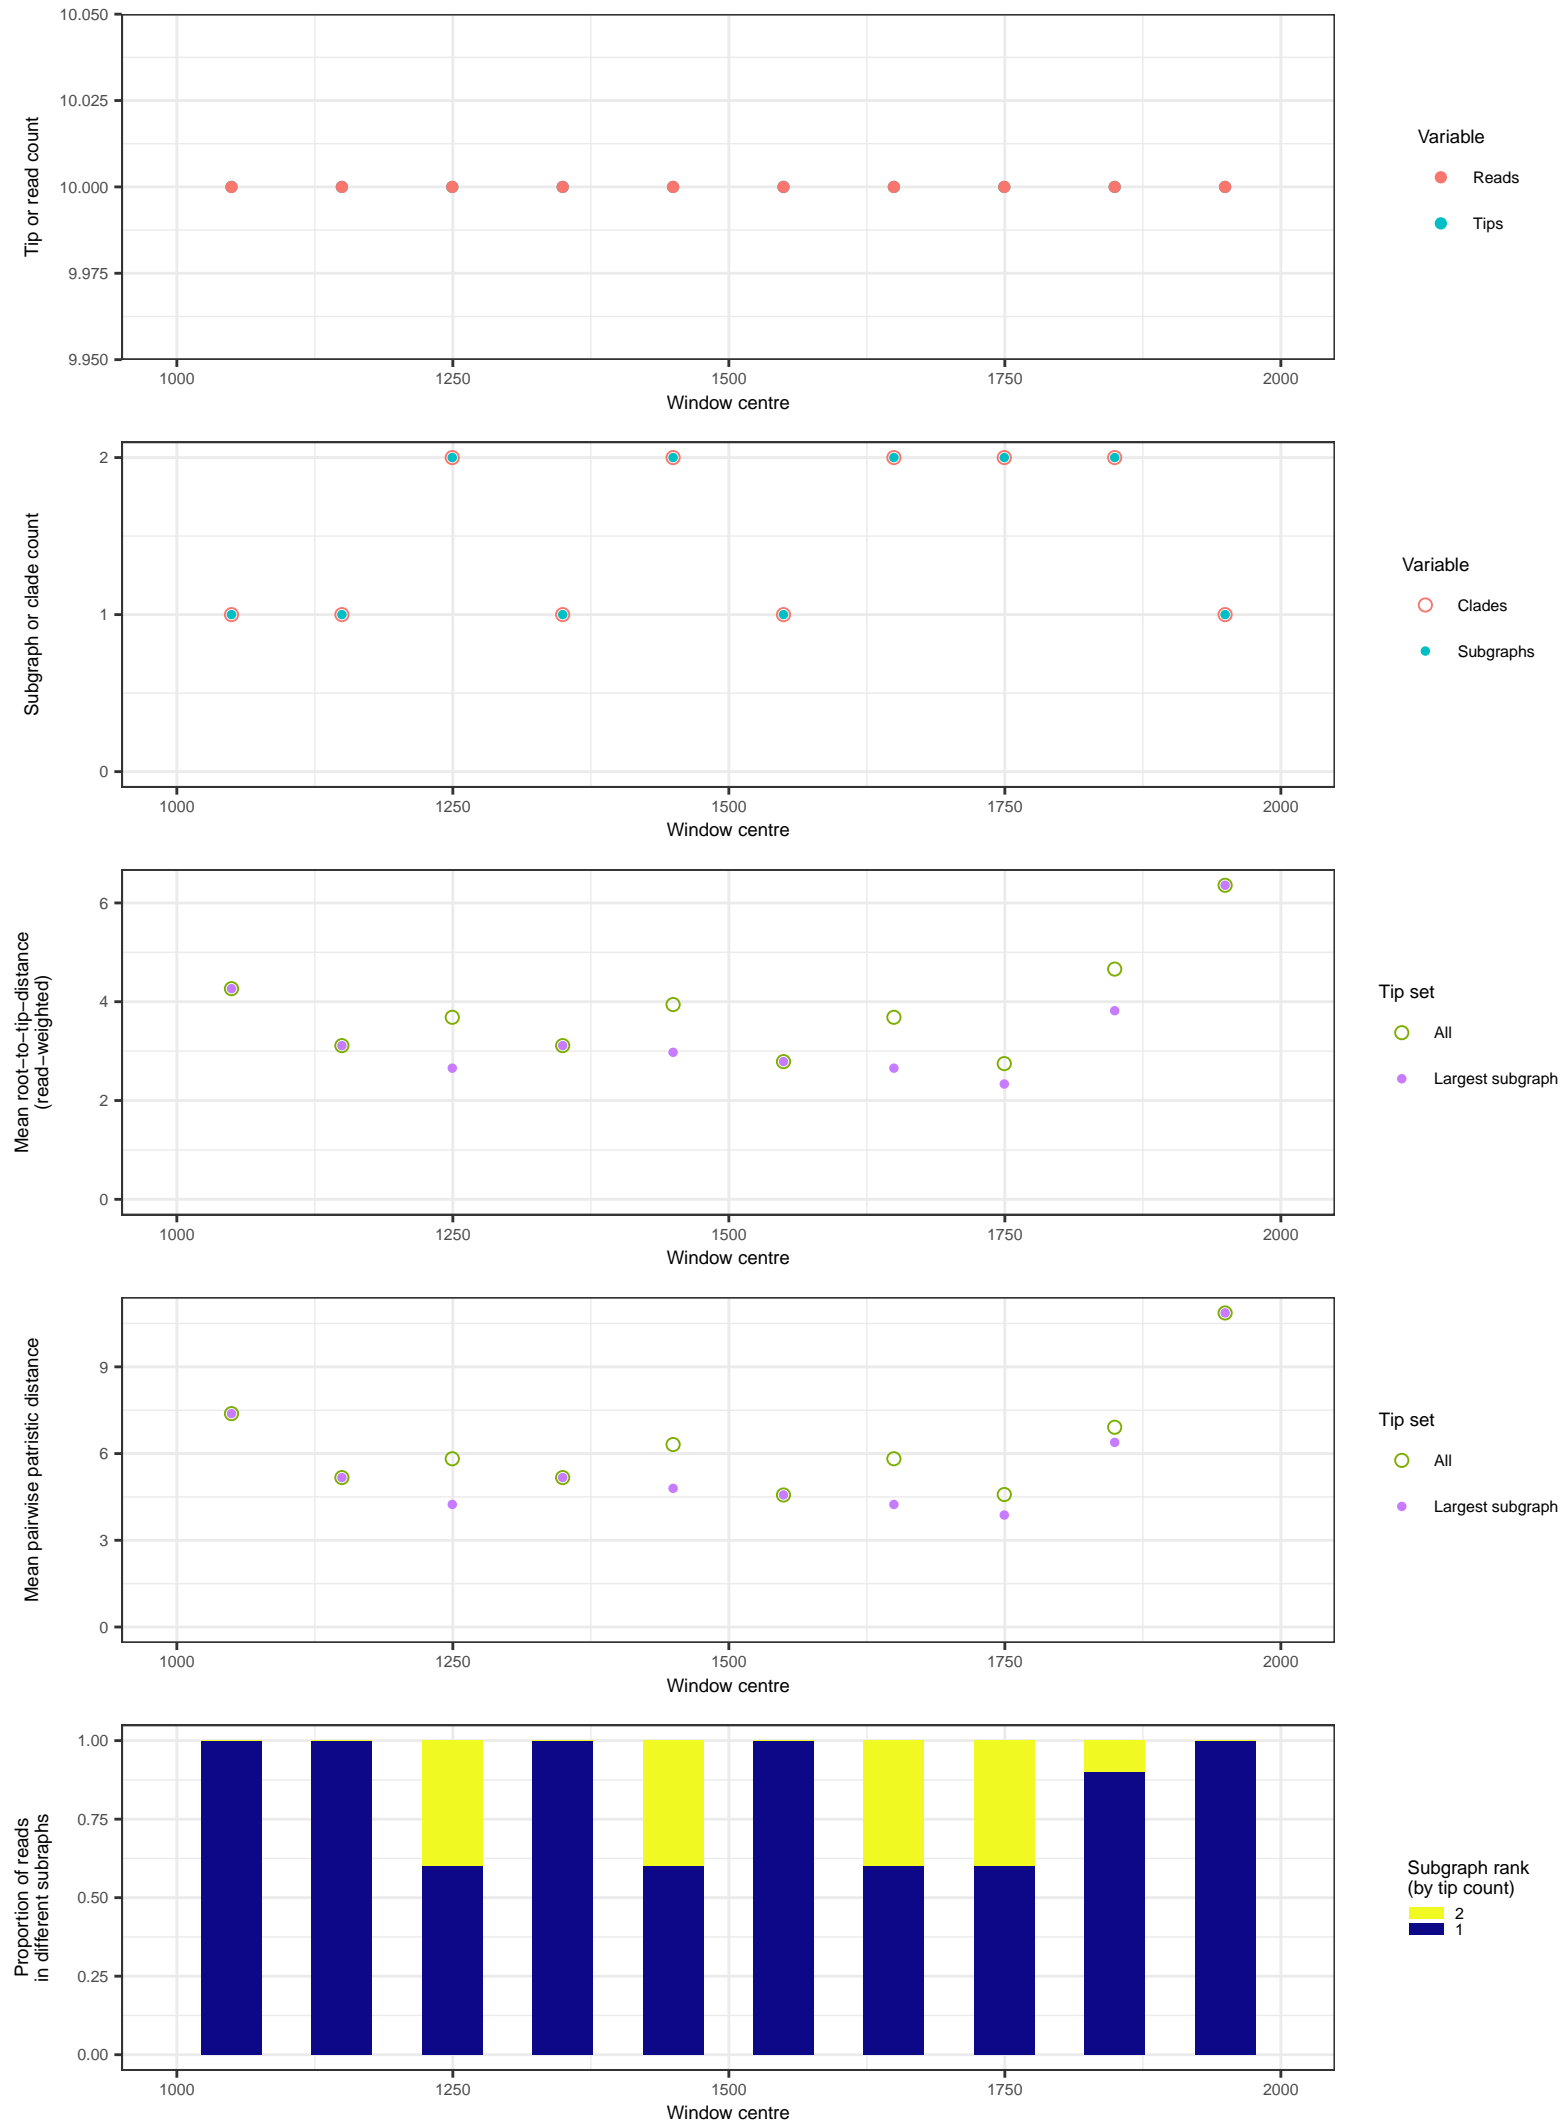 10.050
10.025
10.000
9.975
9.950
Tip or read count
1000 1250 1500 1750 2000
Window centre
Variable
Reads
Tips
2
1
0
Subgraph or clade count
1000 1250 1500 1750 2000
Window centre
Variable
Clades
Subgraphs
6
4
2
0
Mean root−to−tip−distance
(read−weighted)
1000 1250 1500 1750 2000
Window centre
Tip set
All
Largest subgraph
9
6
3
0
Mean pairwise patristic distance
1000 1250 1500 1750 2000
Window centre
Tip set
All
Largest subgraph
1.00
0.75
0.50
0.25
0.00
Proportion of reads
in different subraphs
1000 1250 1500 1750 2000
Window centre
Subgraph rank
(by tip count)
2
1